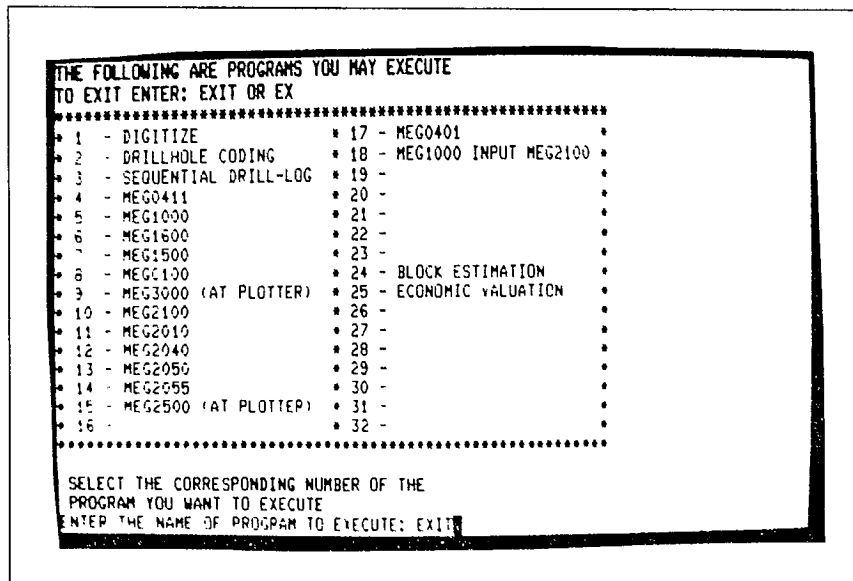 THE FOLLOWING ARE PROGRAMS YOU MAY EXECUTE
TO EXIT ENTER: EXIT OR EX
************************************************************
* 1 - DIGITIZE * 17 - MEG0401 *
* 2 - DRILLHOLE CODING * 18 - MEG1000 INPUT MEG2100 *
* 3 - SEQUENTIAL DRILL-LOG * 19 - *
* 4 - MEG0411 * 20 - *
* 5 - MEG1000 * 21 - *
* 6 - MEG1600 * 22 - *
* 7 - MEG1500 * 23 - *
* 8 - MEG0100 * 24 - BLOCK ESTIMATION *
* 9 - MEG3000 (AT PLOTTER) * 25 - ECONOMIC VALUATION *
* 10 - MEG2100 * 26 - *
* 11 - MEG2010 * 27 - *
* 12 - MEG2040 * 28 - *
* 13 - MEG2050 * 29 - *
* 14 - MEG2055 * 30 - *
* 15 - MEG2500 (AT PLOTTER) * 31 - *
* 16 - * 32 - *
************************************************************
SELECT THE CORRESPONDING NUMBER OF THE
PROGRAM YOU WANT TO EXECUTE
ENTER THE NAME OF PROGRAM TO EXECUTE: EXIT